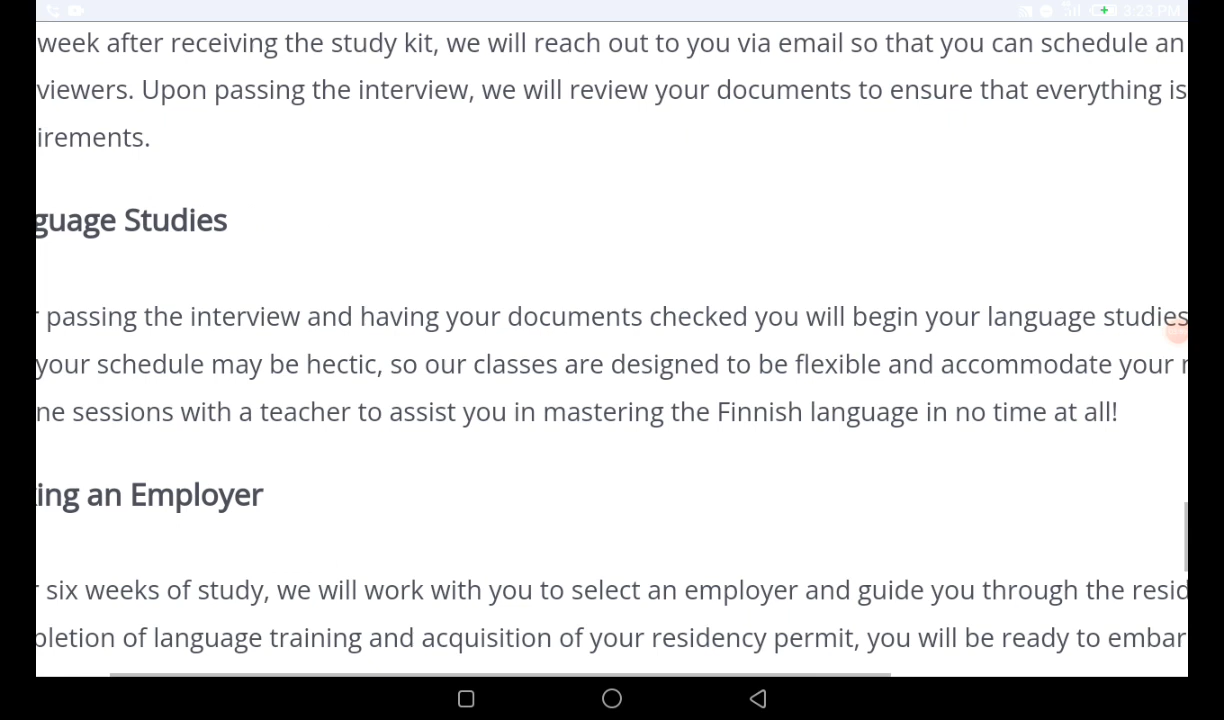 3:23 PM
week after receiving the study kit, we will reach out to you via email so that you can schedule an
viewers. Upon passing the interview, we will review your documents to ensure that everything is
irements.
guage Studies
r passing the interview and having your documents checked you will begin your language studies
your schedule may be hectic, so our classes are designed to be flexible and accommodate your
ne sessions with a teacher to assist you in mastering the Finnish language in no time at all!
ing an Employer
r six weeks of study, we will work with you to select an employer and guide you through the resid
pletion of language training and acquisition of your residency permit, you will be ready to embar